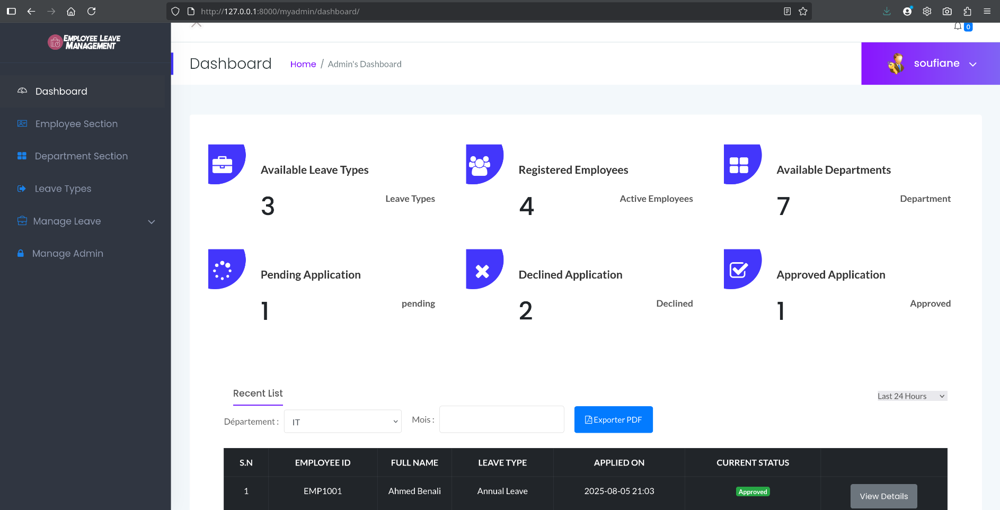 http://127.0.0.1:8000/myadmin/dashboard/
EMPLOYEE LEAVE
MANAGEMENT
0
Dashboard
Home / Admin's Dashboard
soufiane
Dashboard
Employee Section
Department Section
Leave Types
Manage Leave
Manage Admin
Available Leave Types
3
Leave Types
Registered Employees
4
Active Employees
Available Departments
7
Department
Pending Application
1
pending
Declined Application
2
Declined
Approved Application
1
Approved
Recent List
Last 24 Hours
Département :
IT
Mois :
Exporter PDF
S.N EMPLOYEE ID FULL NAME LEAVE TYPE APPLIED ON CURRENT STATUS
1 EMP1001 Ahmed Benali Annual Leave 2025-08-05 21:03 Approved View Details